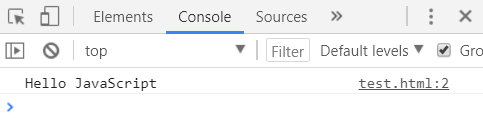 Elements Console Sources »
top Filter Default levels Gro
Hello JavaScript test.html:2
>